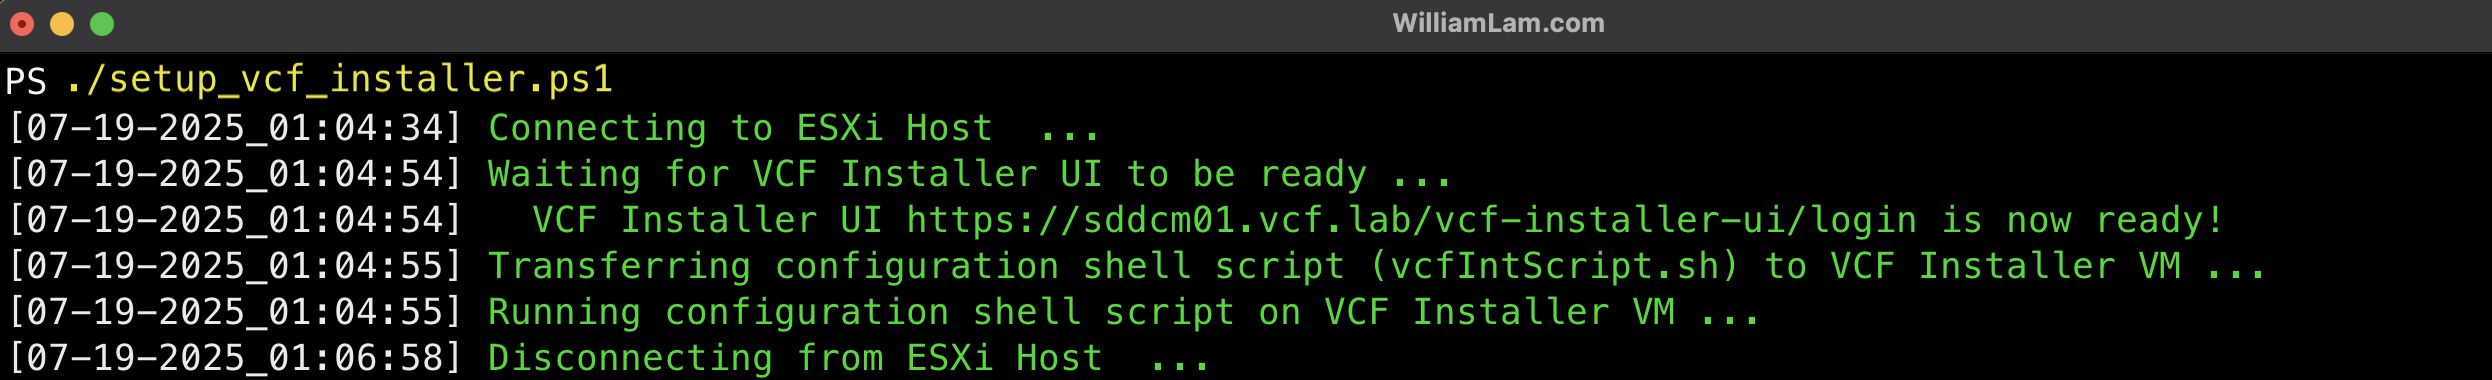 WilliamLam.com
PS ./setup_vcf_installer.ps1
[07-19-2025_01:04:34] Connecting to ESXi Host  ...
[07-19-2025_01:04:54] Waiting for VCF Installer UI to be ready ...
[07-19-2025_01:04:54]   VCF Installer UI https://sddcm01.vcf.lab/vcf-installer-ui/login is now ready!
[07-19-2025_01:04:55] Transferring configuration shell script (vcfIntScript.sh) to VCF Installer VM ...
[07-19-2025_01:04:55] Running configuration shell script on VCF Installer VM ...
[07-19-2025_01:06:58] Disconnecting from ESXi Host  ...